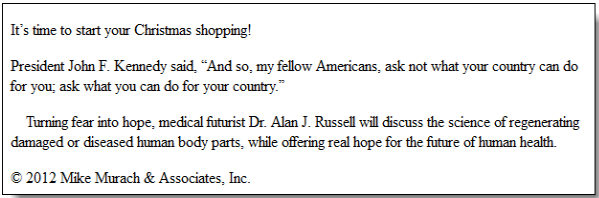 It’s time to start your Christmas shopping!
President John F. Kennedy said, “And so, my fellow Americans, ask not what your country can do
for you; ask what you can do for your country.”
Turning fear into hope, medical futurist Dr. Alan J. Russell will discuss the science of regenerating
damaged or diseased human body parts, while offering real hope for the future of human health.
© 2012 Mike Murach & Associates, Inc.